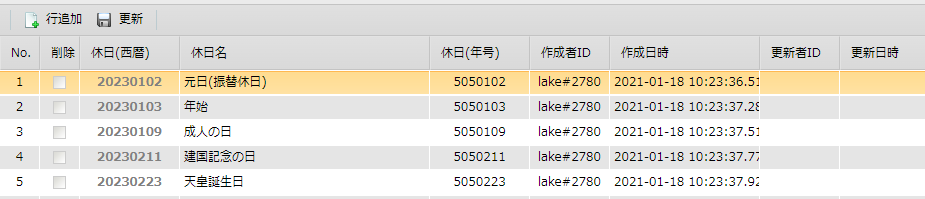 行追加 更新
No. 削除 休日(西暦) 休日名 休日(年号) 作成者ID 作成日時 更新者ID 更新日時
1 20230102 元日(振替休日) 5050102 lake#2780 2021-01-18 10:23:36.51
2 20230103 年始 5050103 lake#2780 2021-01-18 10:23:37.28
3 20230109 成人の日 5050109 lake#2780 2021-01-18 10:23:37.51
4 20230211 建国記念の日 5050211 lake#2780 2021-01-18 10:23:37.77
5 20230223 天皇誕生日 5050223 lake#2780 2021-01-18 10:23:37.92